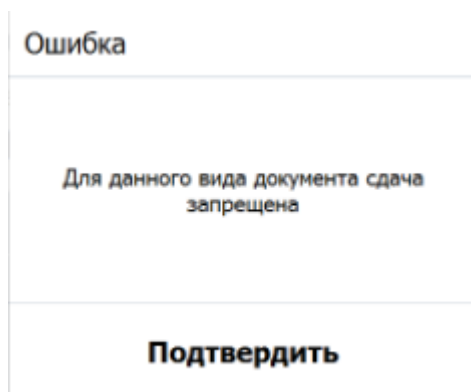 Ошибка
Для данного вида документа сдача
запрещена
Подтвердить